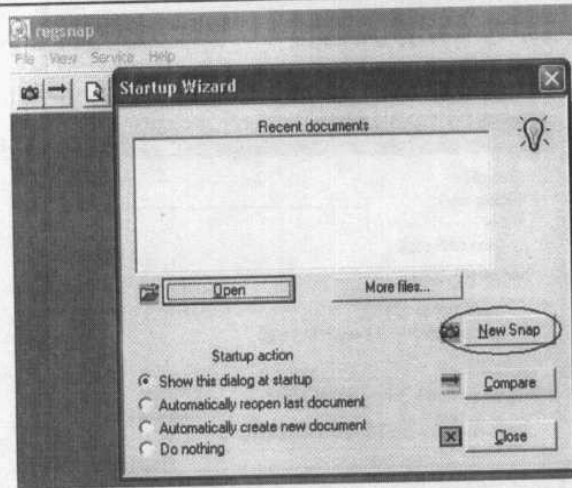 regsnap
File View Service Help
Startup Wizard
Recent documents
Open
More files...
New Snap
Startup action
Show this dialog at startup
Compare
Automatically reopen last document
Automatically create new document
Close
Do nothing